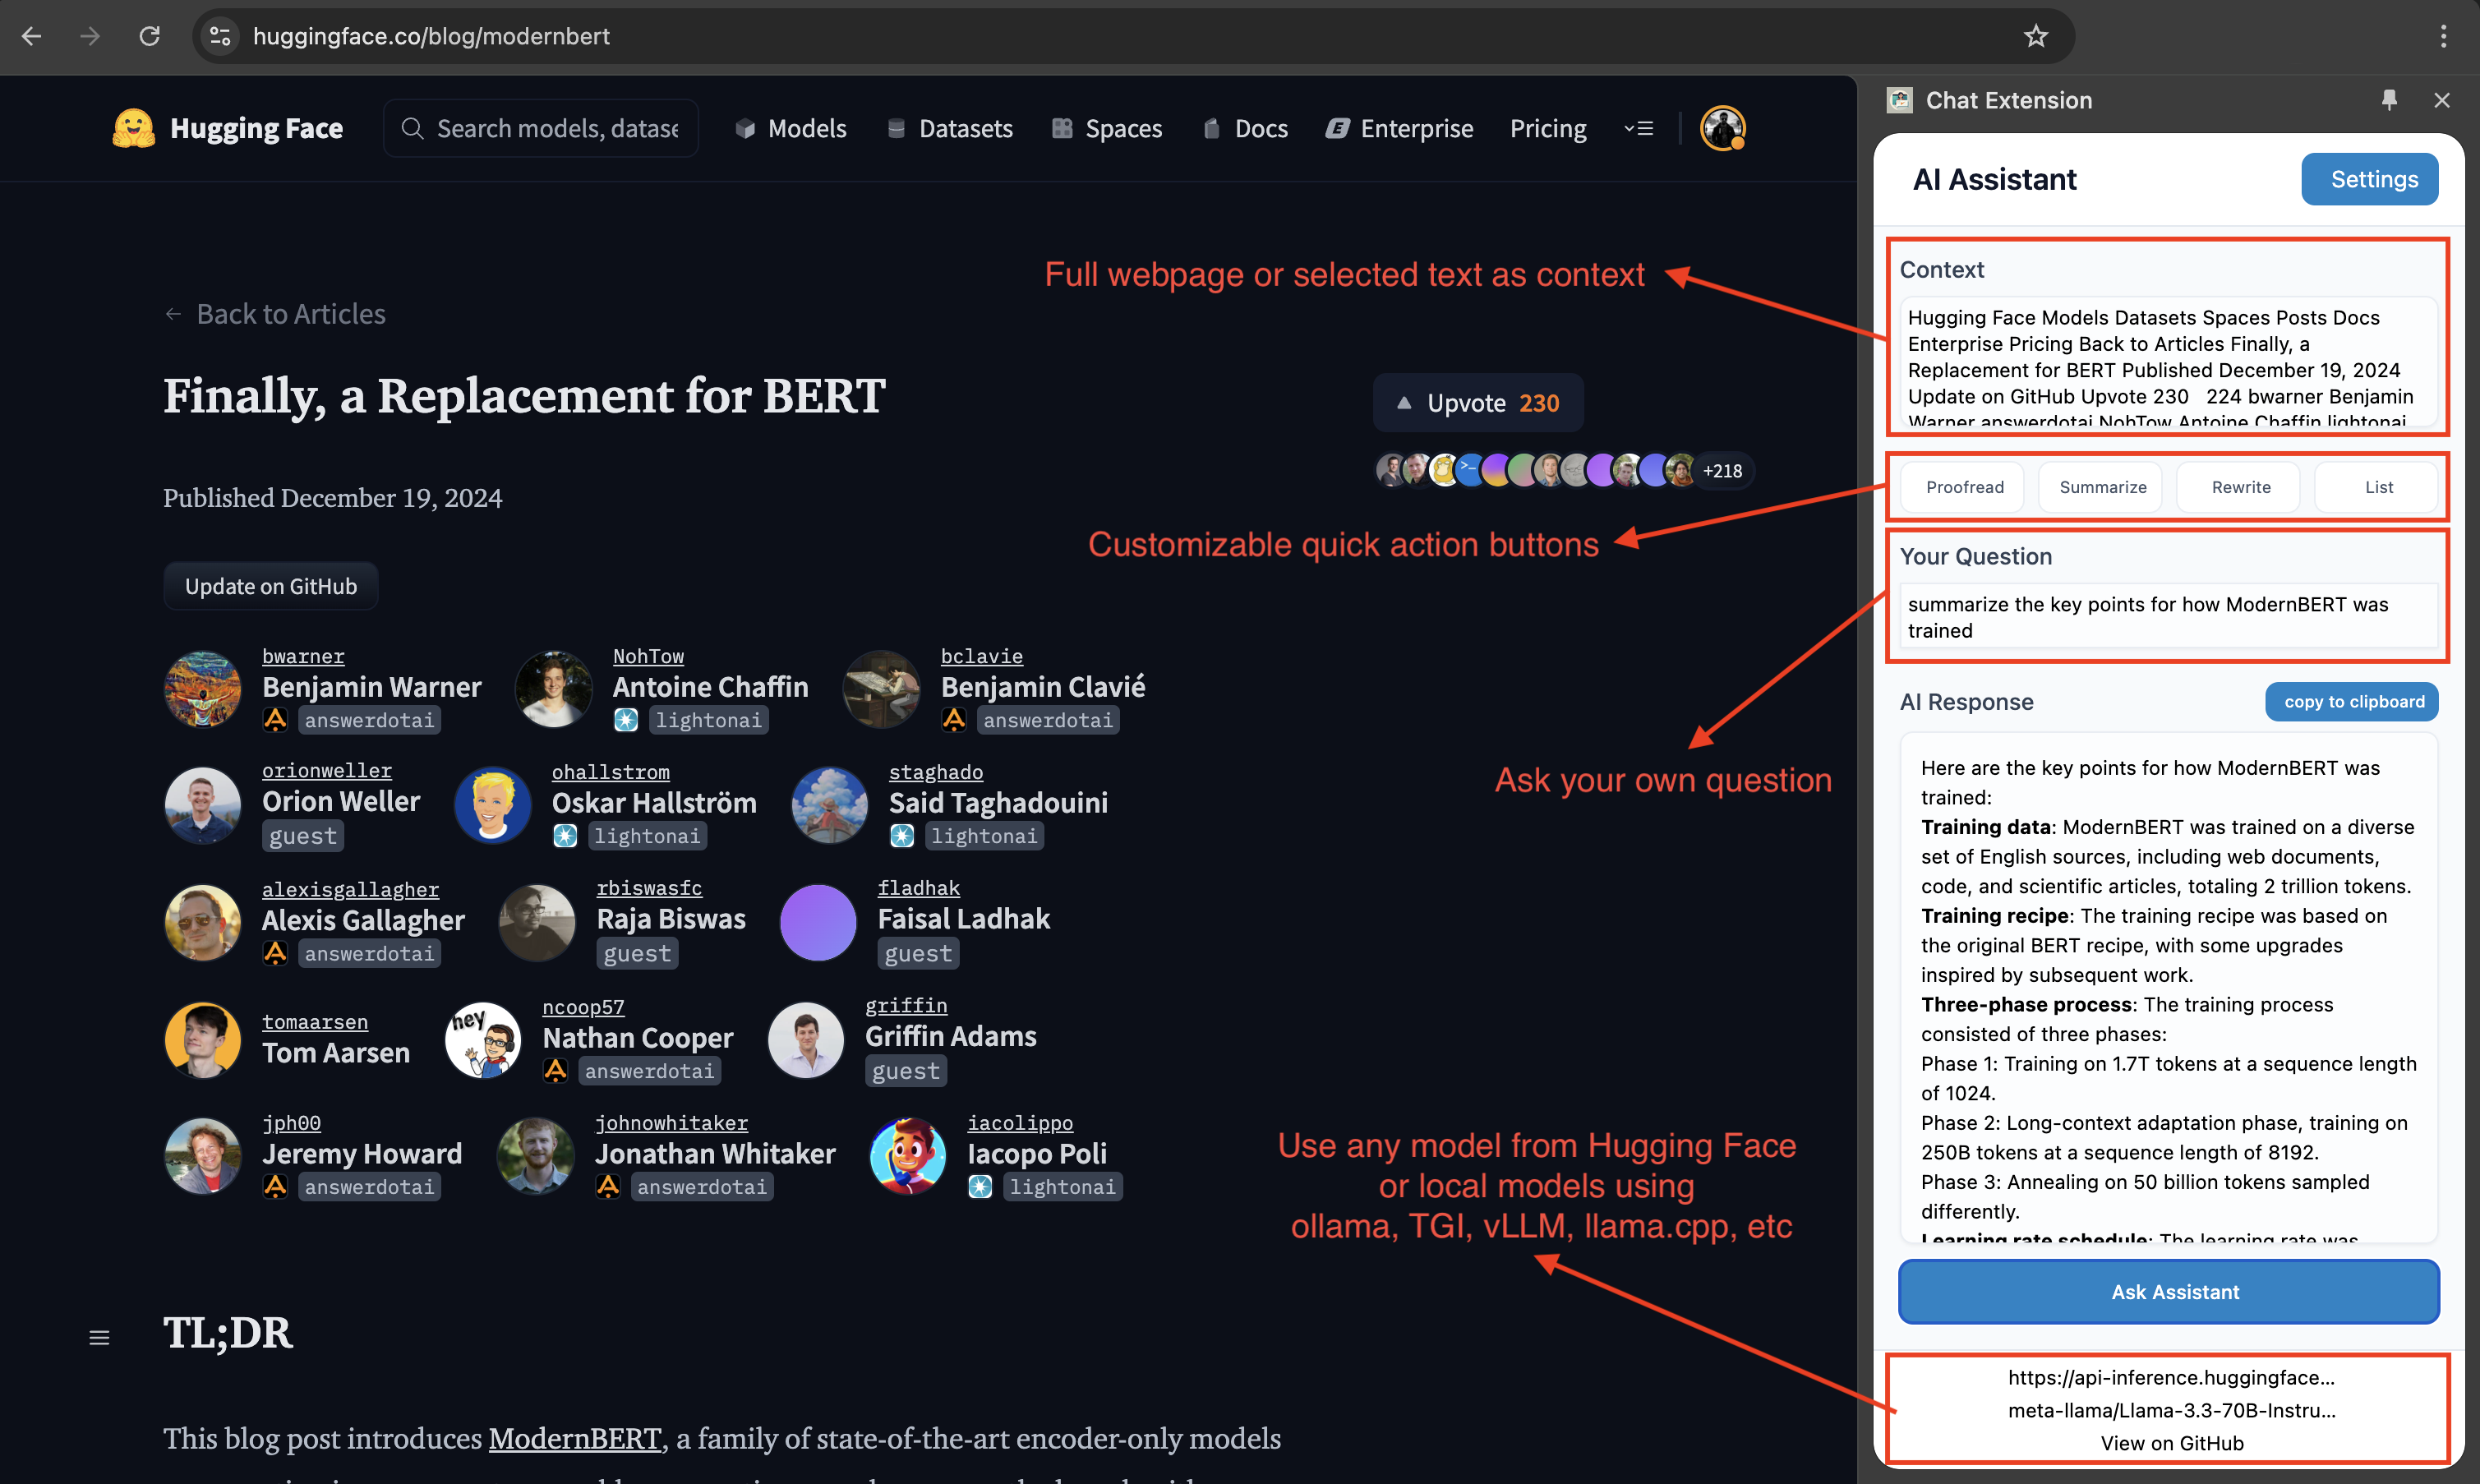 huggingface.co/blog/modernbert
Hugging Face
Search models, datase
Models
Datasets
Spaces
Docs
Enterprise
Pricing
Back to Articles
Finally, a Replacement for BERT
Upvote 230
+218
Published December 19, 2024
Update on GitHub
bwarner
Benjamin Warner
answerdotai
NohTow
Antoine Chaffin
lightonai
bclavie
Benjamin Clavié
answerdotai
orionweller
Orion Weller
guest
ohallstrom
Oskar Hallström
lightonai
staghado
Said Taghadouini
lightonai
alexisgallagher
Alexis Gallagher
answerdotai
rbiswasfc
Raja Biswas
guest
fladhak
Faisal Ladhak
guest
tomaarsen
Tom Aarsen
hey
ncoop57
Nathan Cooper
answerdotai
griffin
Griffin Adams
guest
jph00
Jeremy Howard
answerdotai
johnowhitaker
Jonathan Whitaker
answerdotai
iacolippo
Iacopo Poli
lightonai
TL;DR
This blog post introduces ModernBERT, a family of state-of-the-art encoder-only models
Full webpage or selected text as context
Customizable quick action buttons
Ask your own question
Use any model from Hugging Face
or local models using
ollama, TGI, vLLM, llama.cpp, etc
Chat Extension
AI Assistant
Settings
Context
Hugging Face Models Datasets Spaces Posts Docs
Enterprise Pricing Back to Articles Finally, a
Replacement for BERT Published December 19, 2024
Update on GitHub Upvote 230 224 bwarner Benjamin
Warner answerdotai NohTow Antoine Chaffin lightonai
Proofread
Summarize
Rewrite
List
Your Question
summarize the key points for how ModernBERT was
trained
AI Response
copy to clipboard
Here are the key points for how ModernBERT was
trained:
Training data: ModernBERT was trained on a diverse
set of English sources, including web documents,
code, and scientific articles, totaling 2 trillion tokens.
Training recipe: The training recipe was based on
the original BERT recipe, with some upgrades
inspired by subsequent work.
Three-phase process: The training process
consisted of three phases:
Phase 1: Training on 1.7T tokens at a sequence length
of 1024.
Phase 2: Long-context adaptation phase, training on
250B tokens at a sequence length of 8192.
Phase 3: Annealing on 50 billion tokens sampled
differently.
Learning rate schedule: The learning rate was
Ask Assistant
https://api-inference.huggingface...
meta-llama/Llama-3.3-70B-Instru...
View on GitHub